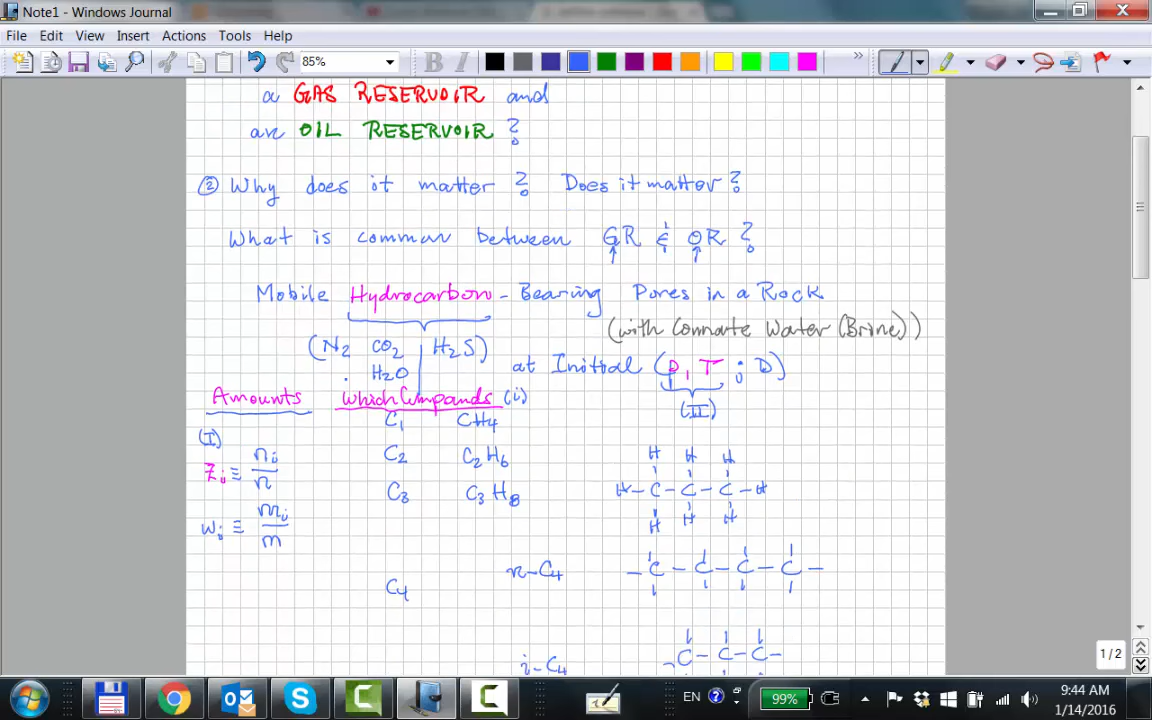 Note1 - Windows Journal
File Edit View Insert Actions Tools Help
85%
B I
a GAS RESERVOIR and
an OIL RESERVOIR ?
② Why does it matter ? Does it matter ?
What is common between GR & OR ?
Mobile Hydrocarbon - Bearing Pores in a Rock
(with Connate Water (Brine))
(N2 CO2 H2S)
H2O
at Initial (p, T ; D)
(II)
Amounts Which Compounds (i)
C1 CH4
(I)
zi ≡ ni / n
C2 C2H6
C3 C3H8
wi ≡ mi / m
H H H
H - C - C - C - H
H H H
n-C4
- C - C - C - C -
C4
i-C4
- C - C - C -
1/2
EN
99%
9:44 AM
1/14/2016